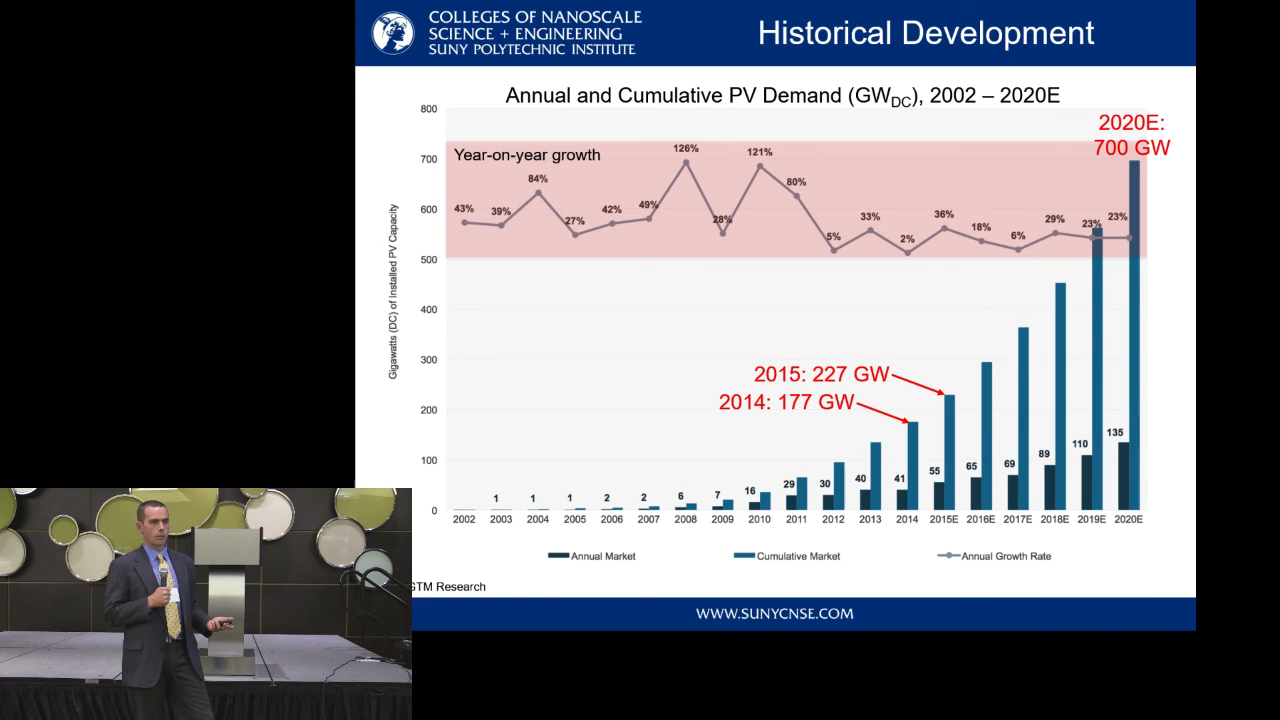 COLLEGES OF NANOSCALE
SCIENCE + ENGINEERING
SUNY POLYTECHNIC INSTITUTE
Historical Development
Annual and Cumulative PV Demand (GWDC), 2002 – 2020E
2020E:
700 GW
Year-on-year growth
43% 39% 84% 27% 42% 49% 126% 28% 121% 80% 5% 33% 2% 36% 18% 6% 29% 23% 23%
Gigawatts (DC) of Installed PV Capacity
800
700
600
500
400
300
200
100
0
2015: 227 GW
2014: 177 GW
1 1 1 2 2 6 7 16 29 30 40 41 55 65 69 89 110 135
2002 2003 2004 2005 2006 2007 2008 2009 2010 2011 2012 2013 2014 2015E 2016E 2017E 2018E 2019E 2020E
Annual Market Cumulative Market Annual Growth Rate
GTM Research
WWW.SUNYCNSE.COM